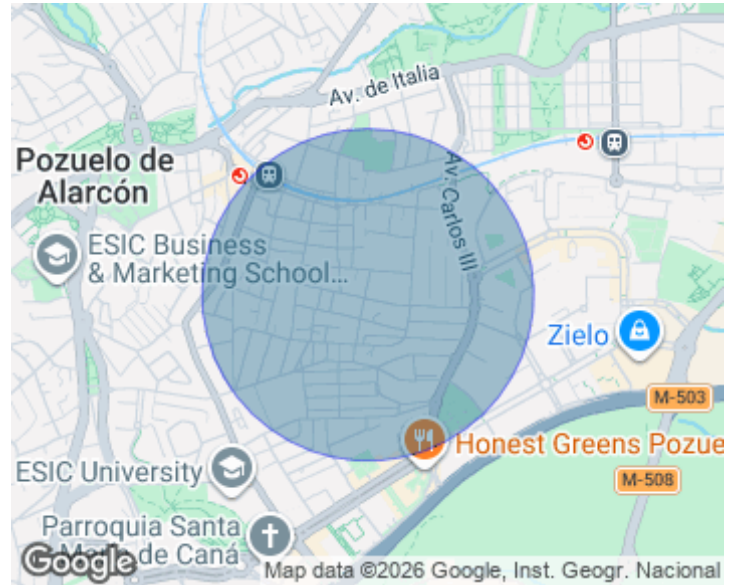 Av. de Italia
Pozuelo de
Alarcón
Av. Carlos III
ESIC Business
& Marketing School...
Zielo
M-503
Honest Greens Pozue
ESIC University
M-508
Parroquia Santa
María de Caná
Google
Map data ©2026 Google, Inst. Geogr. Nacional